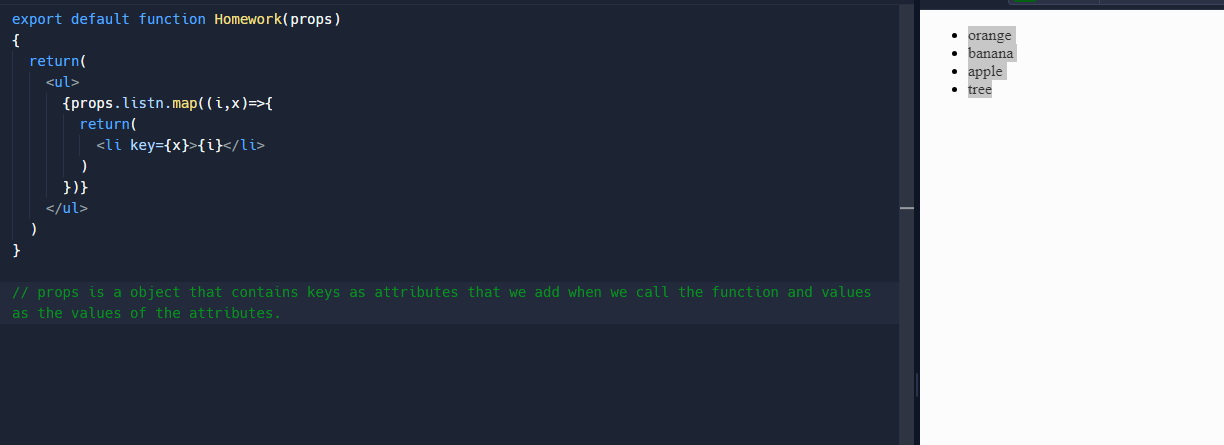 export default function Homework(props)
{
return(
<ul>
{props.listn.map((i,x)=>{
return(
<li key={x}>{i}</li>
)
})}
</ul>
)
}
// props is a object that contains keys as attributes that we add when we call the function and values
as the values of the attributes.
orange
banana
apple
tree